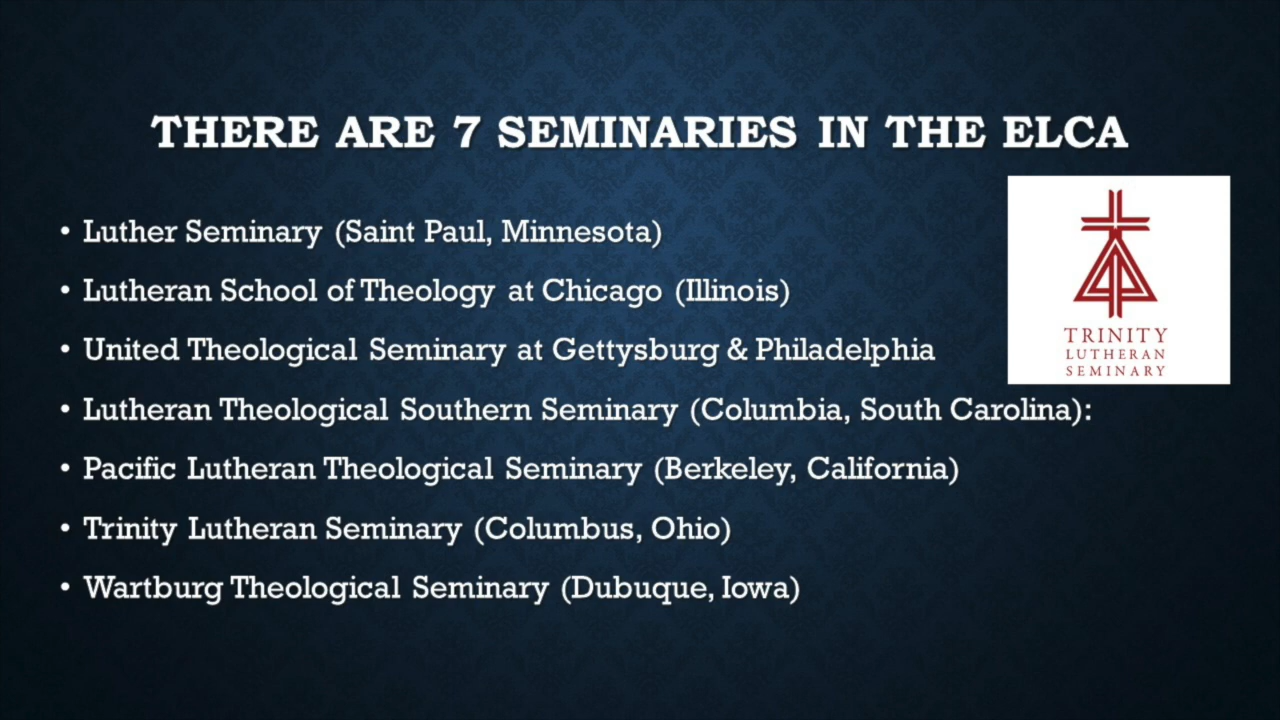 THERE ARE 7 SEMINARIES IN THE ELCA
• Luther Seminary (Saint Paul, Minnesota)
• Lutheran School of Theology at Chicago (Illinois)
• United Theological Seminary at Gettysburg & Philadelphia
• Lutheran Theological Southern Seminary (Columbia, South Carolina):
• Pacific Lutheran Theological Seminary (Berkeley, California)
• Trinity Lutheran Seminary (Columbus, Ohio)
• Wartburg Theological Seminary (Dubuque, Iowa)
TRINITY
LUTHERAN
SEMINARY